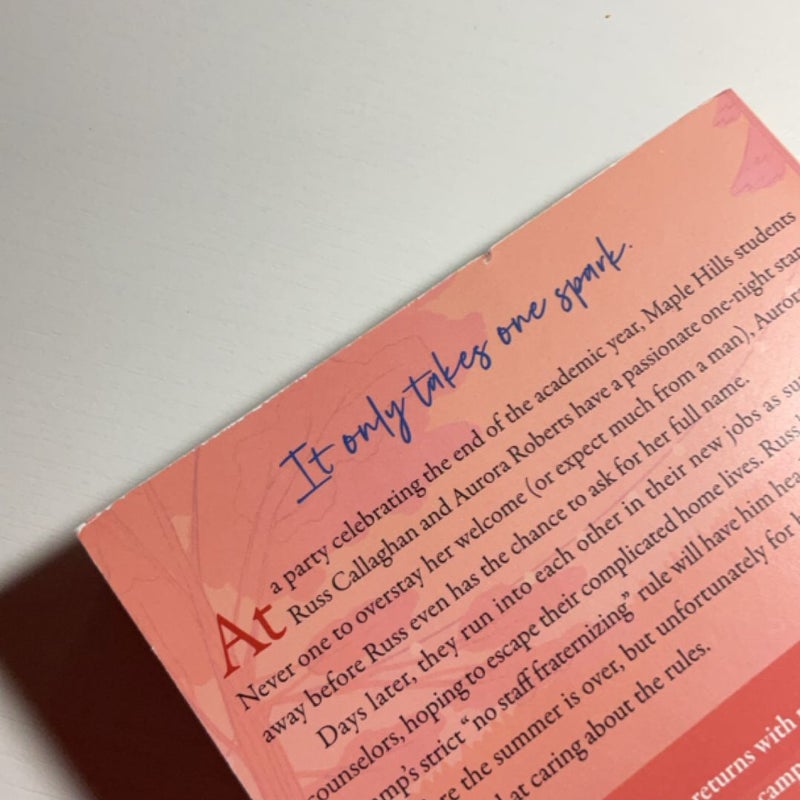 It only takes one spark.
At a party celebrating the end of the academic year, Maple Hills students
Russ Callaghan and Aurora Roberts have a passionate one-night
Never one to overstay her welcome (or expect much from a man),
away before Russ even has the chance to ask for her full name.
Days later, they run into each other in their new jobs as
counselors, hoping to escape their complicated home lives. Russ
strict “no staff fraternizing” rule will have him
the summer is over, but unfortunately for
at caring about the rules.
returns with